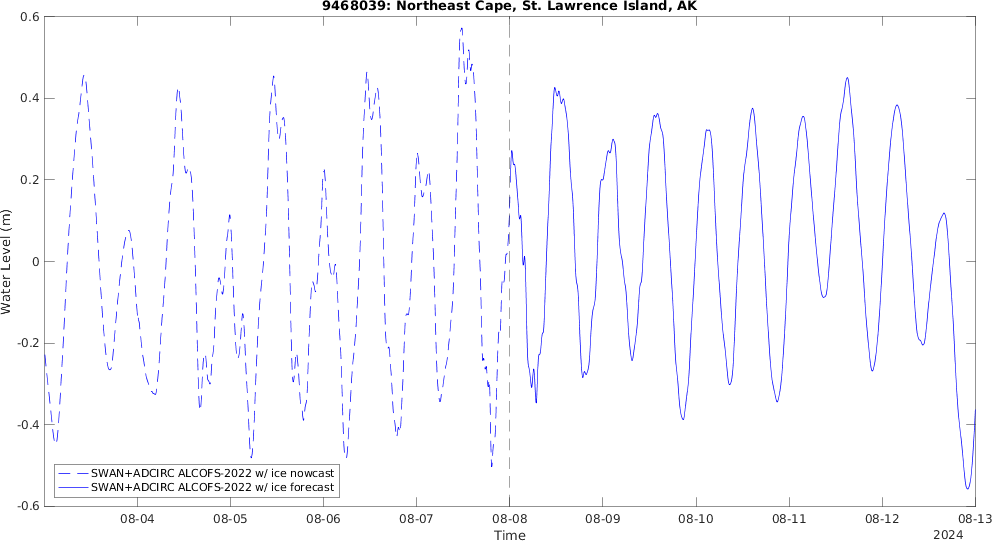 9468039: Northeast Cape, St. Lawrence Island, AK
0.6
0.4
0.2
0
-0.2
-0.4
-0.6
Water Level (m)
SWAN+ADCIRC ALCOFS-2022 w/ ice nowcast
SWAN+ADCIRC ALCOFS-2022 w/ ice forecast
08-04 08-05 08-06 08-07 08-08 08-09 08-10 08-11 08-12 08-13
Time
2024